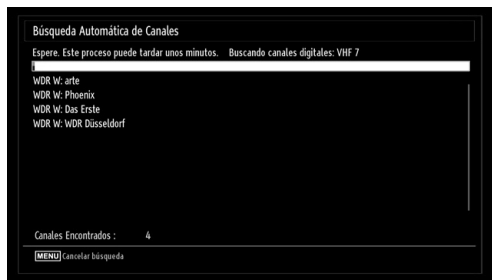 Búsqueda Automática de Canales
Espere. Este proceso puede tardar unos minutos. Buscando canales digitales: VHF 7
WDR W: arte
WDR W: Phoenix
WDR W: Das Erste
WDR W: WDR Düsseldorf
Canales Encontrados : 4
MENU Cancelar búsqueda